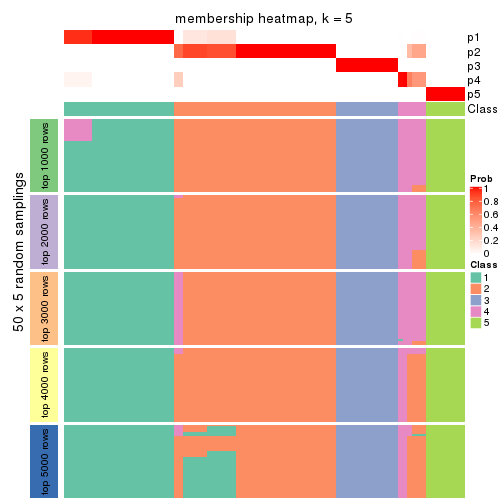 membership heatmap, k = 5
p1
p2
p3
p4
p5
Class
50 x 5 random samplings
top 1000 rows
top 2000 rows
top 3000 rows
top 4000 rows
top 5000 rows
Prob
1
0.8
0.6
0.4
0.2
0
Class
1
2
3
4
5